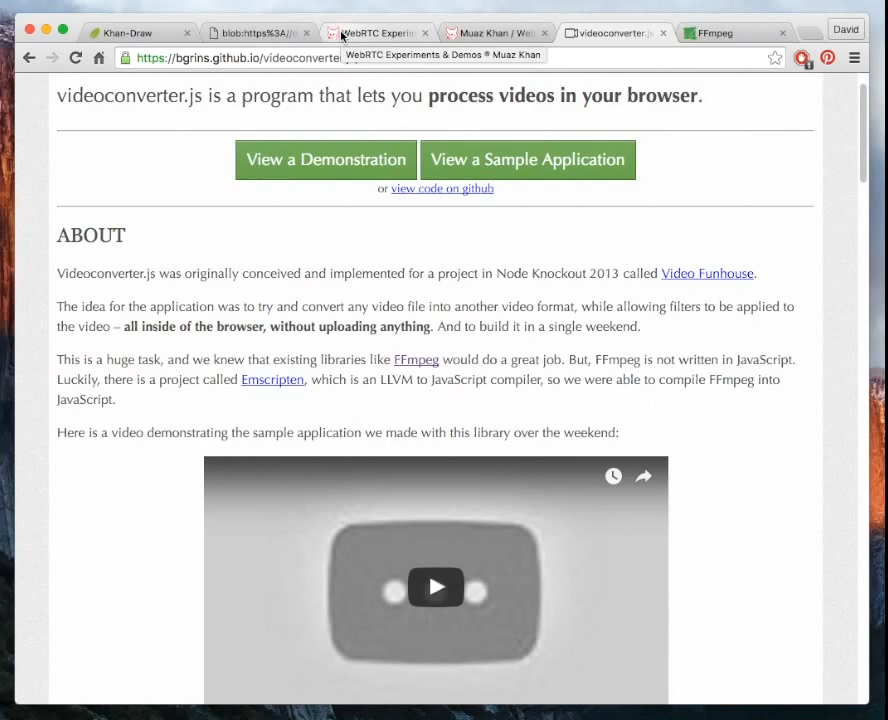 Khan-Draw
blob:https%3A//
WebRTC Experim
Muaz Khan / Web
videoconverter.js
FFmpeg
David
https://bgrins.github.io/videoconverte
WebRTC Experiments & Demos ® Muaz Khan
1
videoconverter.js is a program that lets you process videos in your browser.
View a Demonstration
View a Sample Application
or view code on github
ABOUT
Videoconverter.js was originally conceived and implemented for a project in Node Knockout 2013 called Video Funhouse.
The idea for the application was to try and convert any video file into another video format, while allowing filters to be applied to
the video – all inside of the browser, without uploading anything. And to build it in a single weekend.
This is a huge task, and we knew that existing libraries like FFmpeg would do a great job. But, FFmpeg is not written in JavaScript.
Luckily, there is a project called Emscripten, which is an LLVM to JavaScript compiler, so we were able to compile FFmpeg into
JavaScript.
Here is a video demonstrating the sample application we made with this library over the weekend: